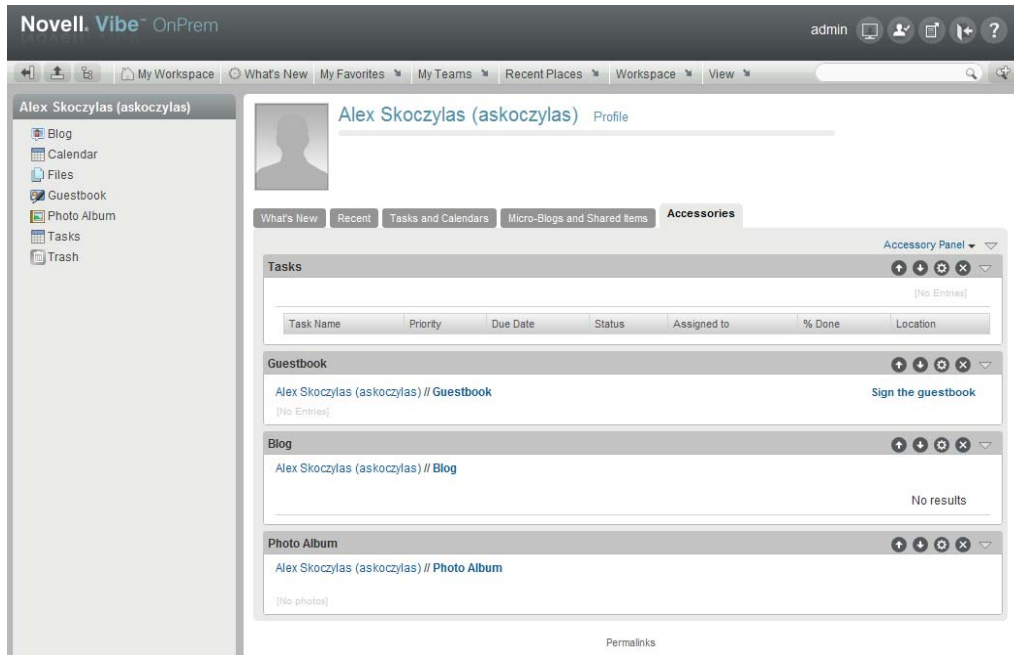 Novell® Vibe™ OnPrem
admin
My Workspace What's New My Favorites My Teams Recent Places Workspace View
Alex Skoczylas (askoczylas)
Blog
Calendar
Files
Guestbook
Photo Album
Tasks
Trash
Alex Skoczylas (askoczylas) Profile
What's New Recent Tasks and Calendars Micro-Blogs and Shared Items Accessories
Accessory Panel
Tasks
[No Entries]
Task Name Priority Due Date Status Assigned to % Done Location
Guestbook
Alex Skoczylas (askoczylas) // Guestbook Sign the guestbook
[No Entries]
Blog
Alex Skoczylas (askoczylas) // Blog
No results
Photo Album
Alex Skoczylas (askoczylas) // Photo Album
[No photos]
Permalinks